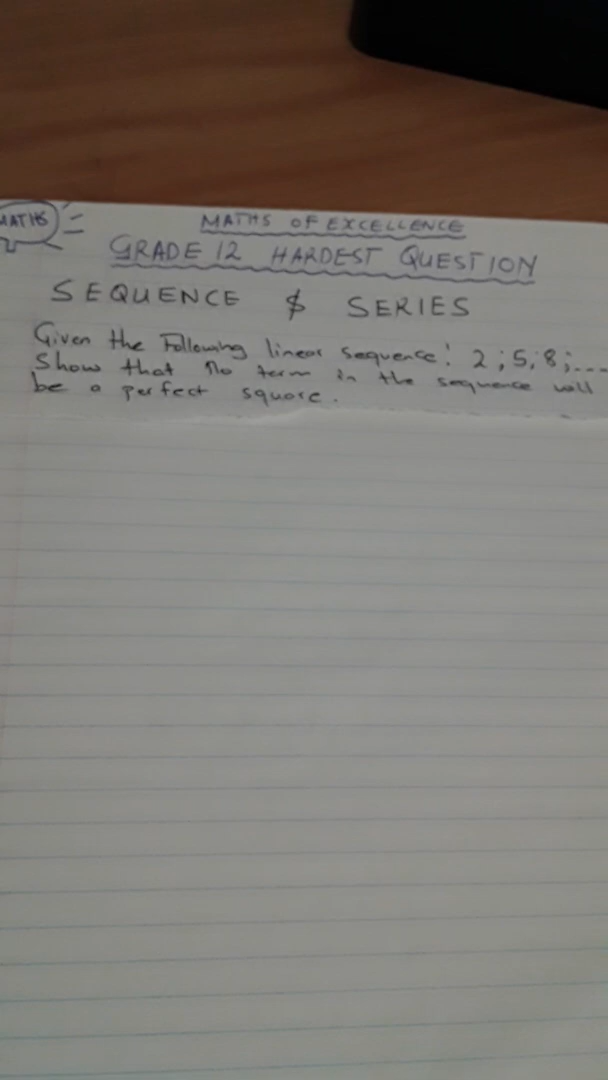 MATHS
MATHS OF EXCELLENCE
GRADE 12 HARDEST QUESTION
SEQUENCE & SERIES
Given the Following linear sequence: 2; 5; 8; ...
Show that no term in the sequence will
be a perfect square.